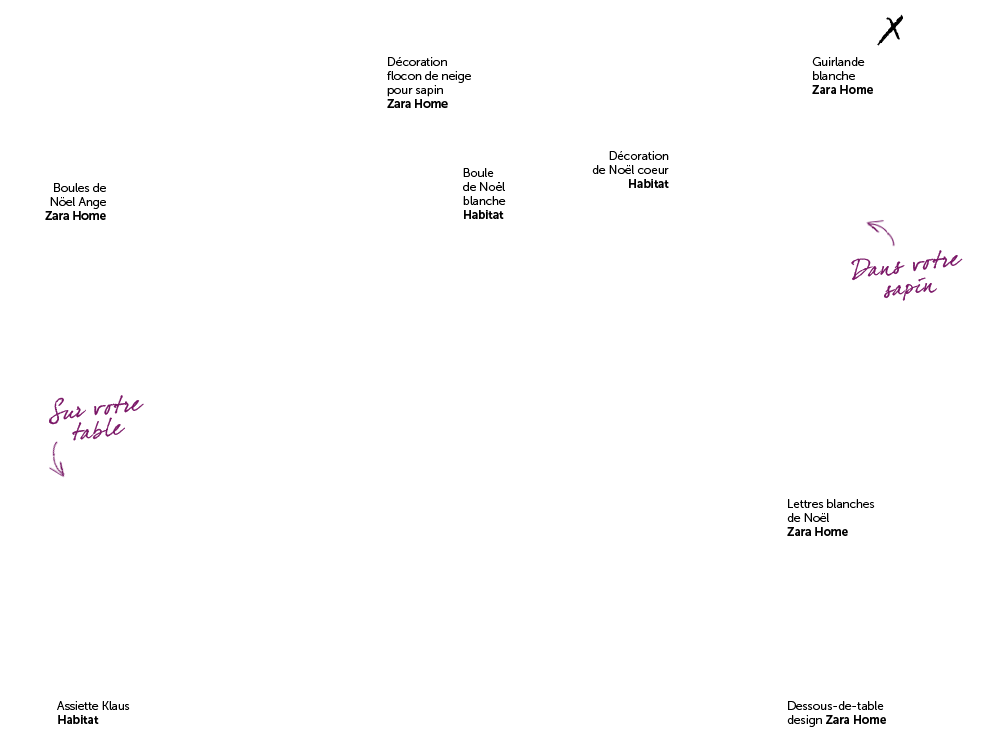 X
Décoration
flocon de neige
pour sapin
Zara Home
Guirlande
blanche
Zara Home
Décoration
de Noël coeur
Habitat
Boule
de Noël
blanche
Habitat
Boules de
Nöel Ange
Zara Home
Dans votre
sapin
Sur votre
table
Lettres blanches
de Noël
Zara Home
Assiette Klaus
Habitat
Dessous-de-table
design Zara Home